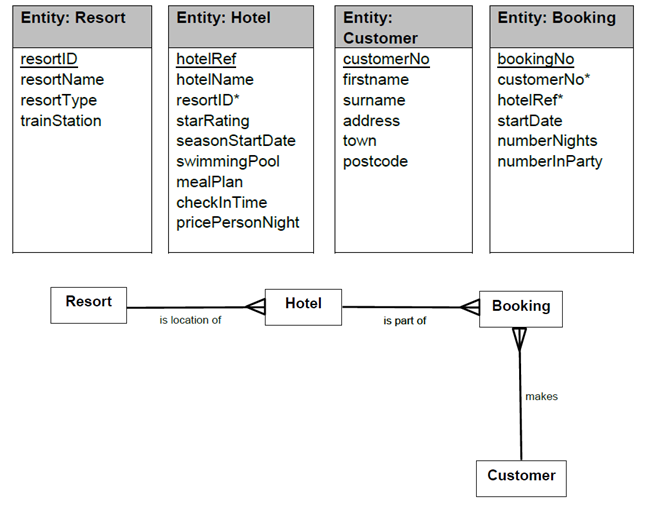 Entity: Resort
resortID
resortName
resortType
trainStation
Entity: Hotel
hotelRef
hotelName
resortID*
starRating
seasonStartDate
swimmingPool
mealPlan
checkInTime
pricePersonNight
Entity:
Customer
customerNo
firstname
surname
address
town
postcode
Entity: Booking
bookingNo
customerNo*
hotelRef*
startDate
numberNights
numberInParty
Resort
is location of
Hotel
is part of
Booking
makes
Customer